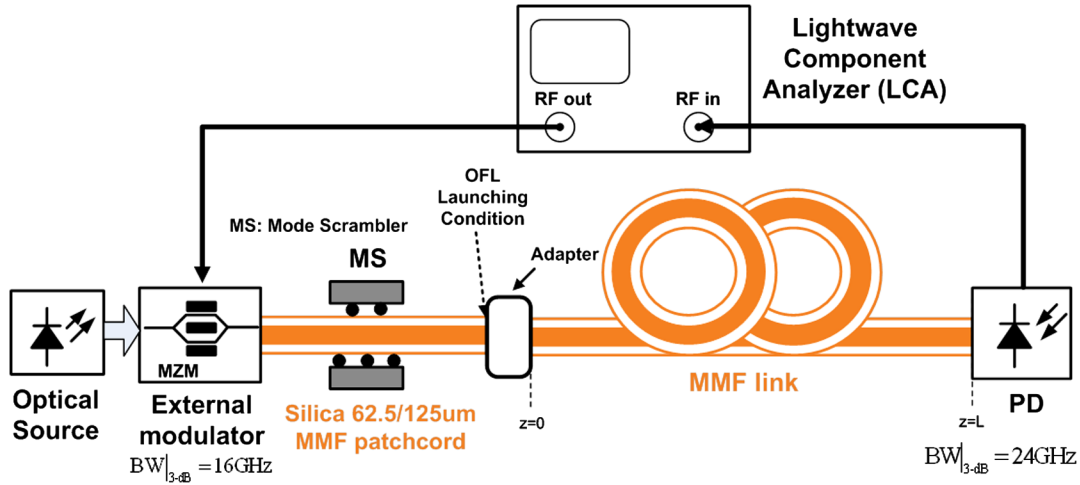 Lightwave
Component
Analyzer (LCA)
RF out
RF in
OFL
Launching
Condition
MS: Mode Scrambler
MS
Adapter
MZM
Optical
Source
External
modulator
BW|3-dB =16GHz
Silica 62.5/125um
MMF patchcord
z=0
MMF link
z=L
PD
BW|3-dB =24GHz